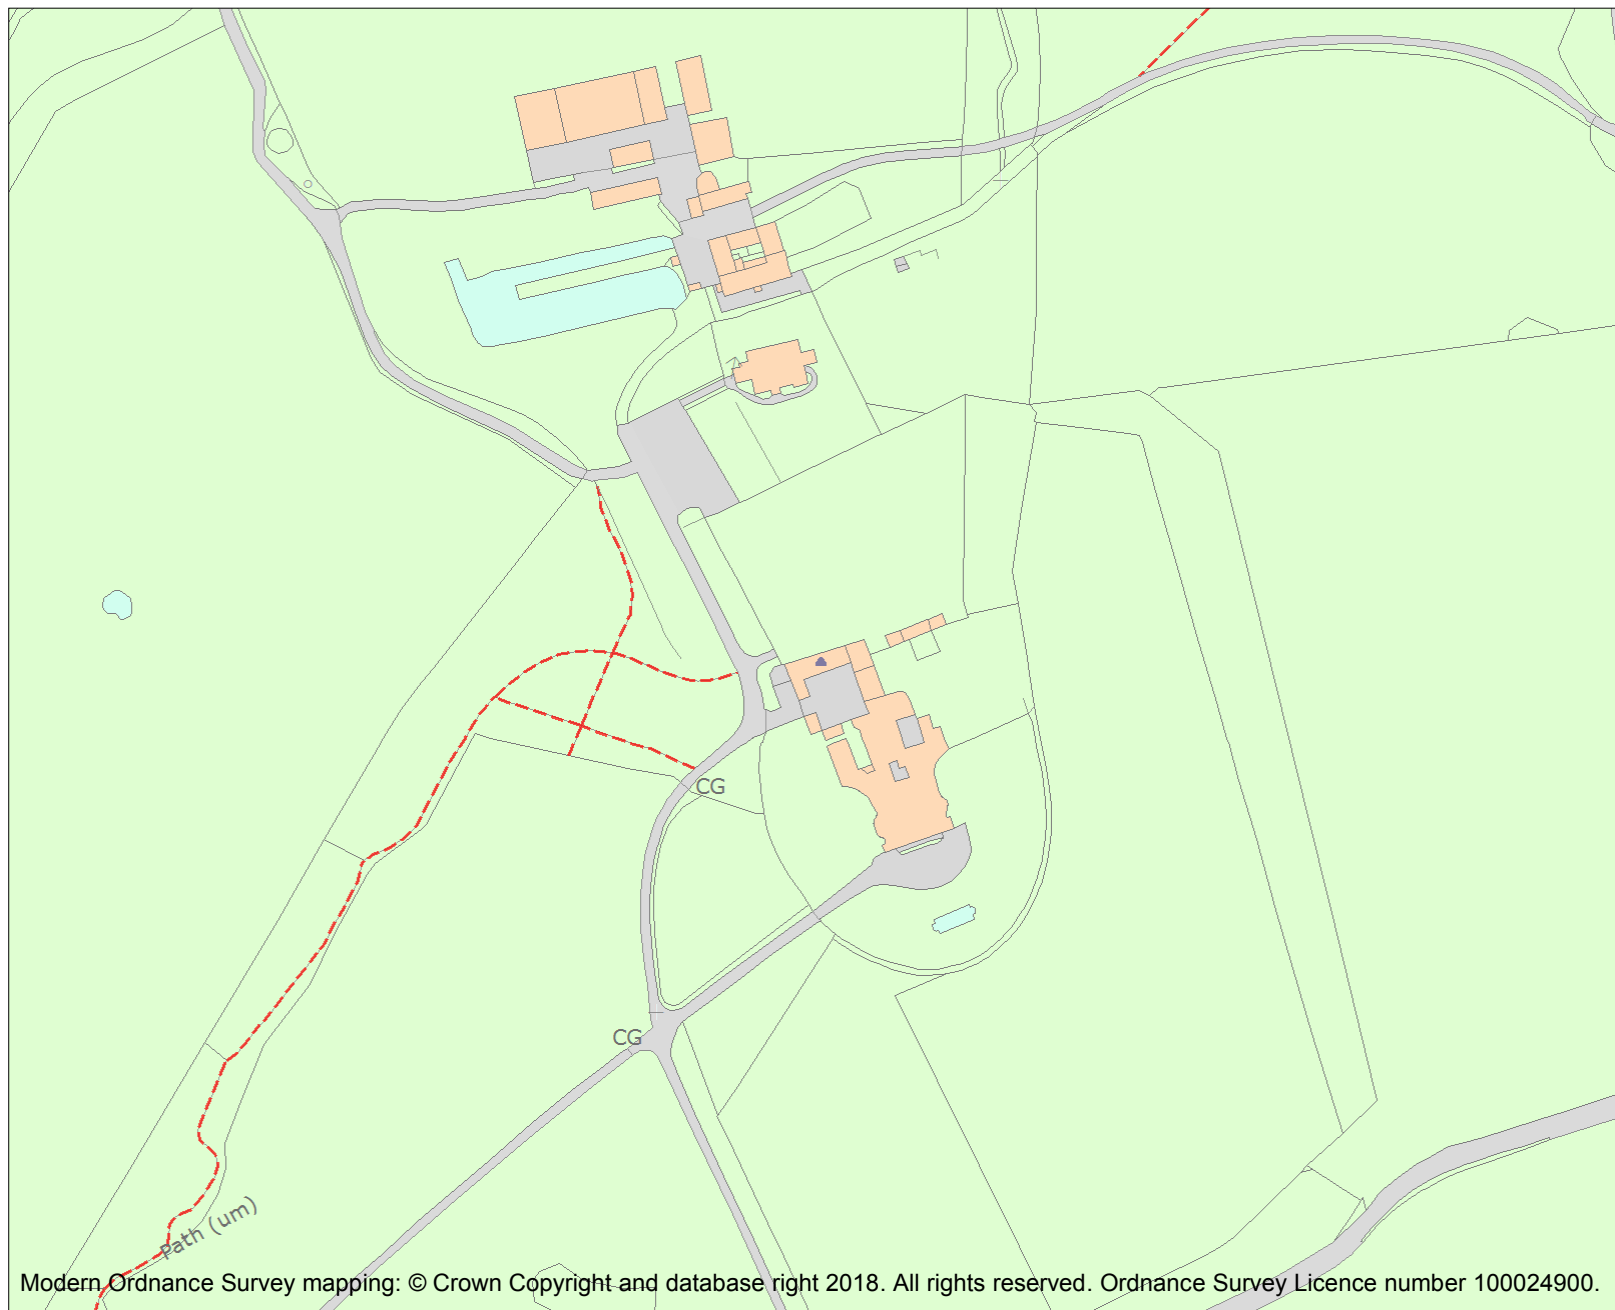 CG
CG
Path (um)
Modern Ordnance Survey mapping: © Crown Copyright and database right 2018. All rights reserved. Ordnance Survey Licence number 100024900.